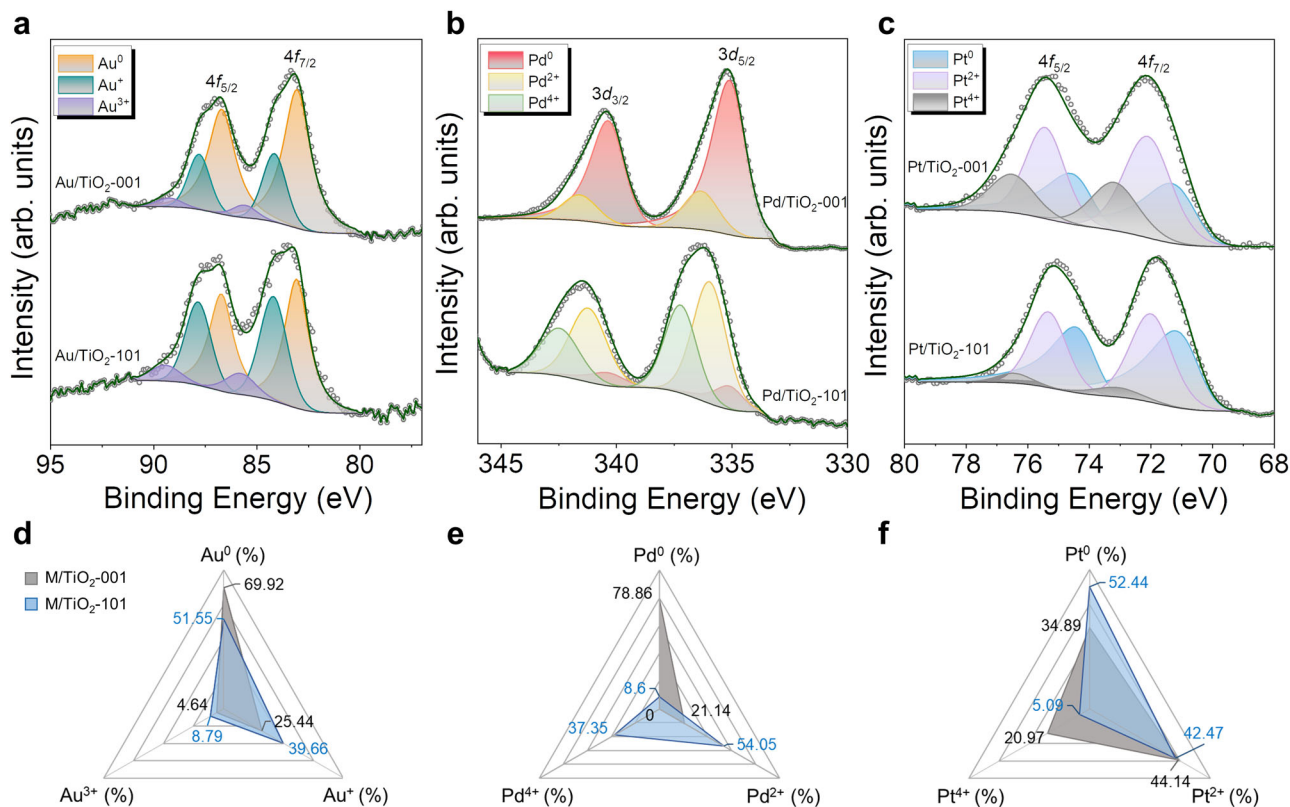 a
Au⁰
Au⁺
Au³⁺
4f₅/₂
4f₇/₂
Au/TiO₂-001
Au/TiO₂-101
Intensity (arb. units)
95 90 85 80
Binding Energy (eV)
b
Pd⁰
Pd²⁺
Pd⁴⁺
3d₃/₂
3d₅/₂
Pd/TiO₂-001
Pd/TiO₂-101
Intensity (arb. units)
345 340 335 330
Binding Energy (eV)
c
Pt⁰
Pt²⁺
Pt⁴⁺
4f₅/₂
4f₇/₂
Pt/TiO₂-001
Pt/TiO₂-101
Intensity (arb. units)
80 78 76 74 72 70 68
Binding Energy (eV)
d
M/TiO₂-001
M/TiO₂-101
Au⁰ (%)
69.92
51.55
4.64
25.44
8.79
39.66
Au³⁺ (%)
Au⁺ (%)
e
Pd⁰ (%)
78.86
8.6
0
21.14
37.35
54.05
Pd⁴⁺ (%)
Pd²⁺ (%)
f
Pt⁰ (%)
52.44
34.89
5.09
20.97
42.47
44.14
Pt⁴⁺ (%)
Pt²⁺ (%)